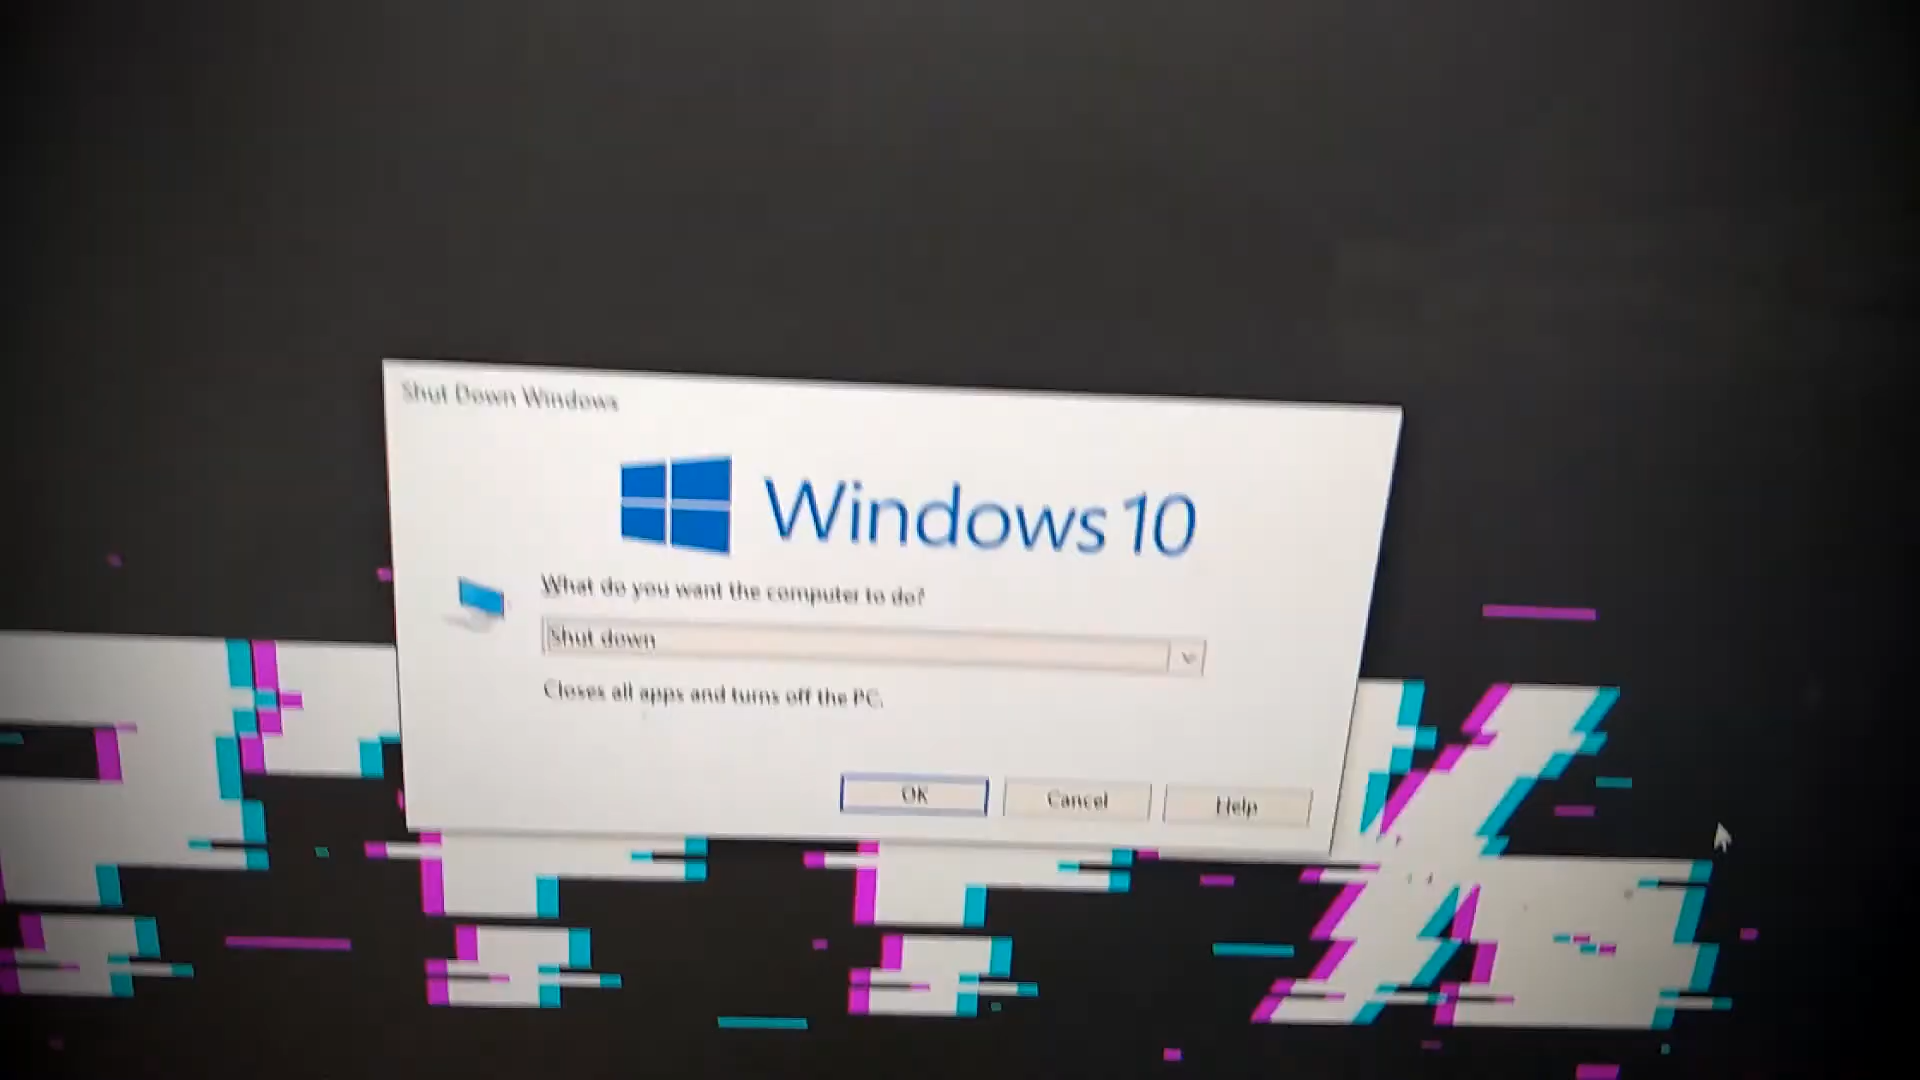 Shut Down Windows
Windows 10
What do you want the computer to do?
Shut down
Closes all apps and turns off the PC.
OK
Cancel
Help